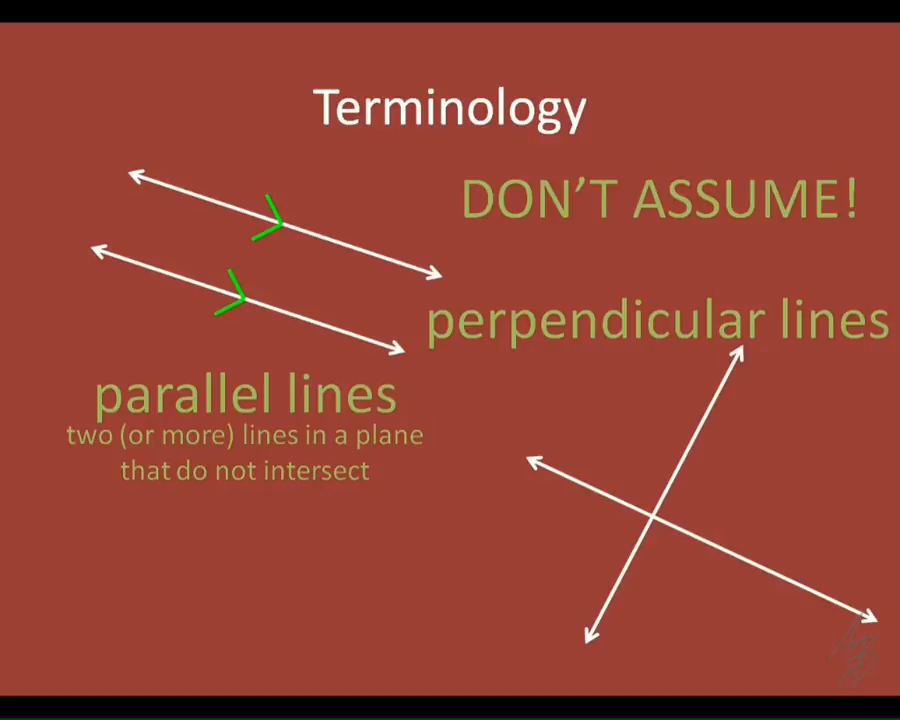 Terminology
DON'T ASSUME!
perpendicular lines
parallel lines
two (or more) lines in a plane
that do not intersect